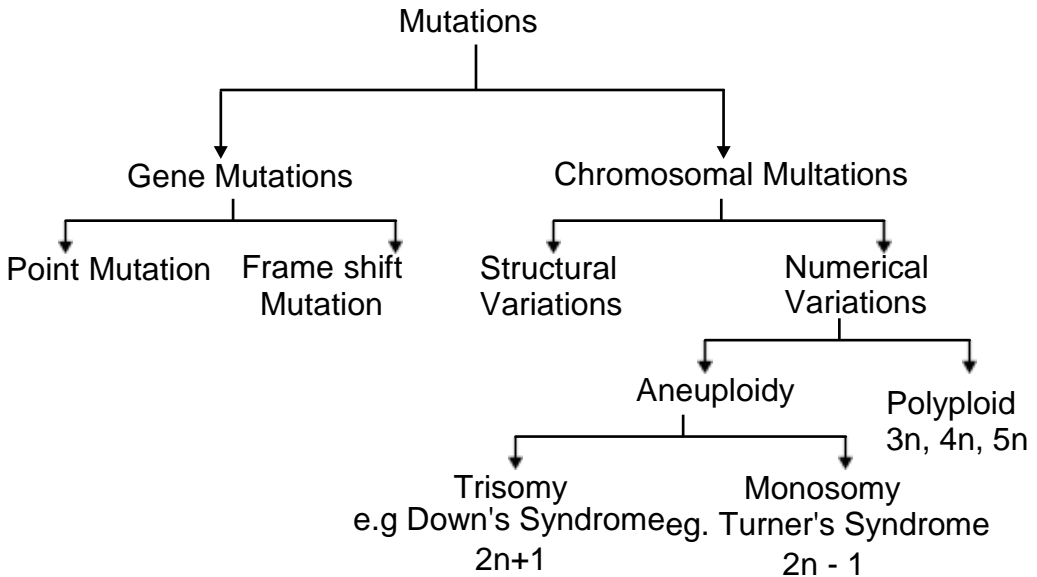 Mutations
Gene Mutations
Chromosomal Multations
Point Mutation
Frame shift
Mutation
Structural
Variations
Numerical
Variations
Aneuploidy
Polyploid
3n, 4n, 5n
Trisomy
e.g Down's Syndrome
2n+1
Monosomy
eg. Turner's Syndrome
2n - 1